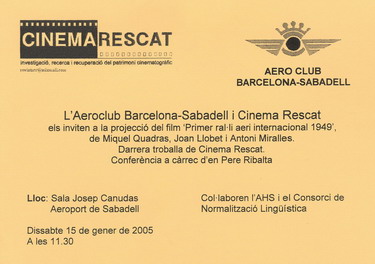 CINEMARESCAT
investigació, recerca i recuperació del patrimoni cinematogràfic
AERO CLUB
BARCELONA-SABADELL
L'Aeroclub Barcelona-Sabadell i Cinema Rescat
els inviten a la projecció del film 'Primer ral·li aeri internacional 1949',
de Miquel Quadras, Joan Llobet i Antoni Miralles.
Darrera troballa de Cinema Rescat.
Conferència a càrrec d'en Pere Ribalta
Lloc: Sala Josep Canudas
Aeroport de Sabadell
Dissabte 15 de gener de 2005
A les 11.30
Col·laboren l'AHS i el Consorci de
Normalització Lingüística